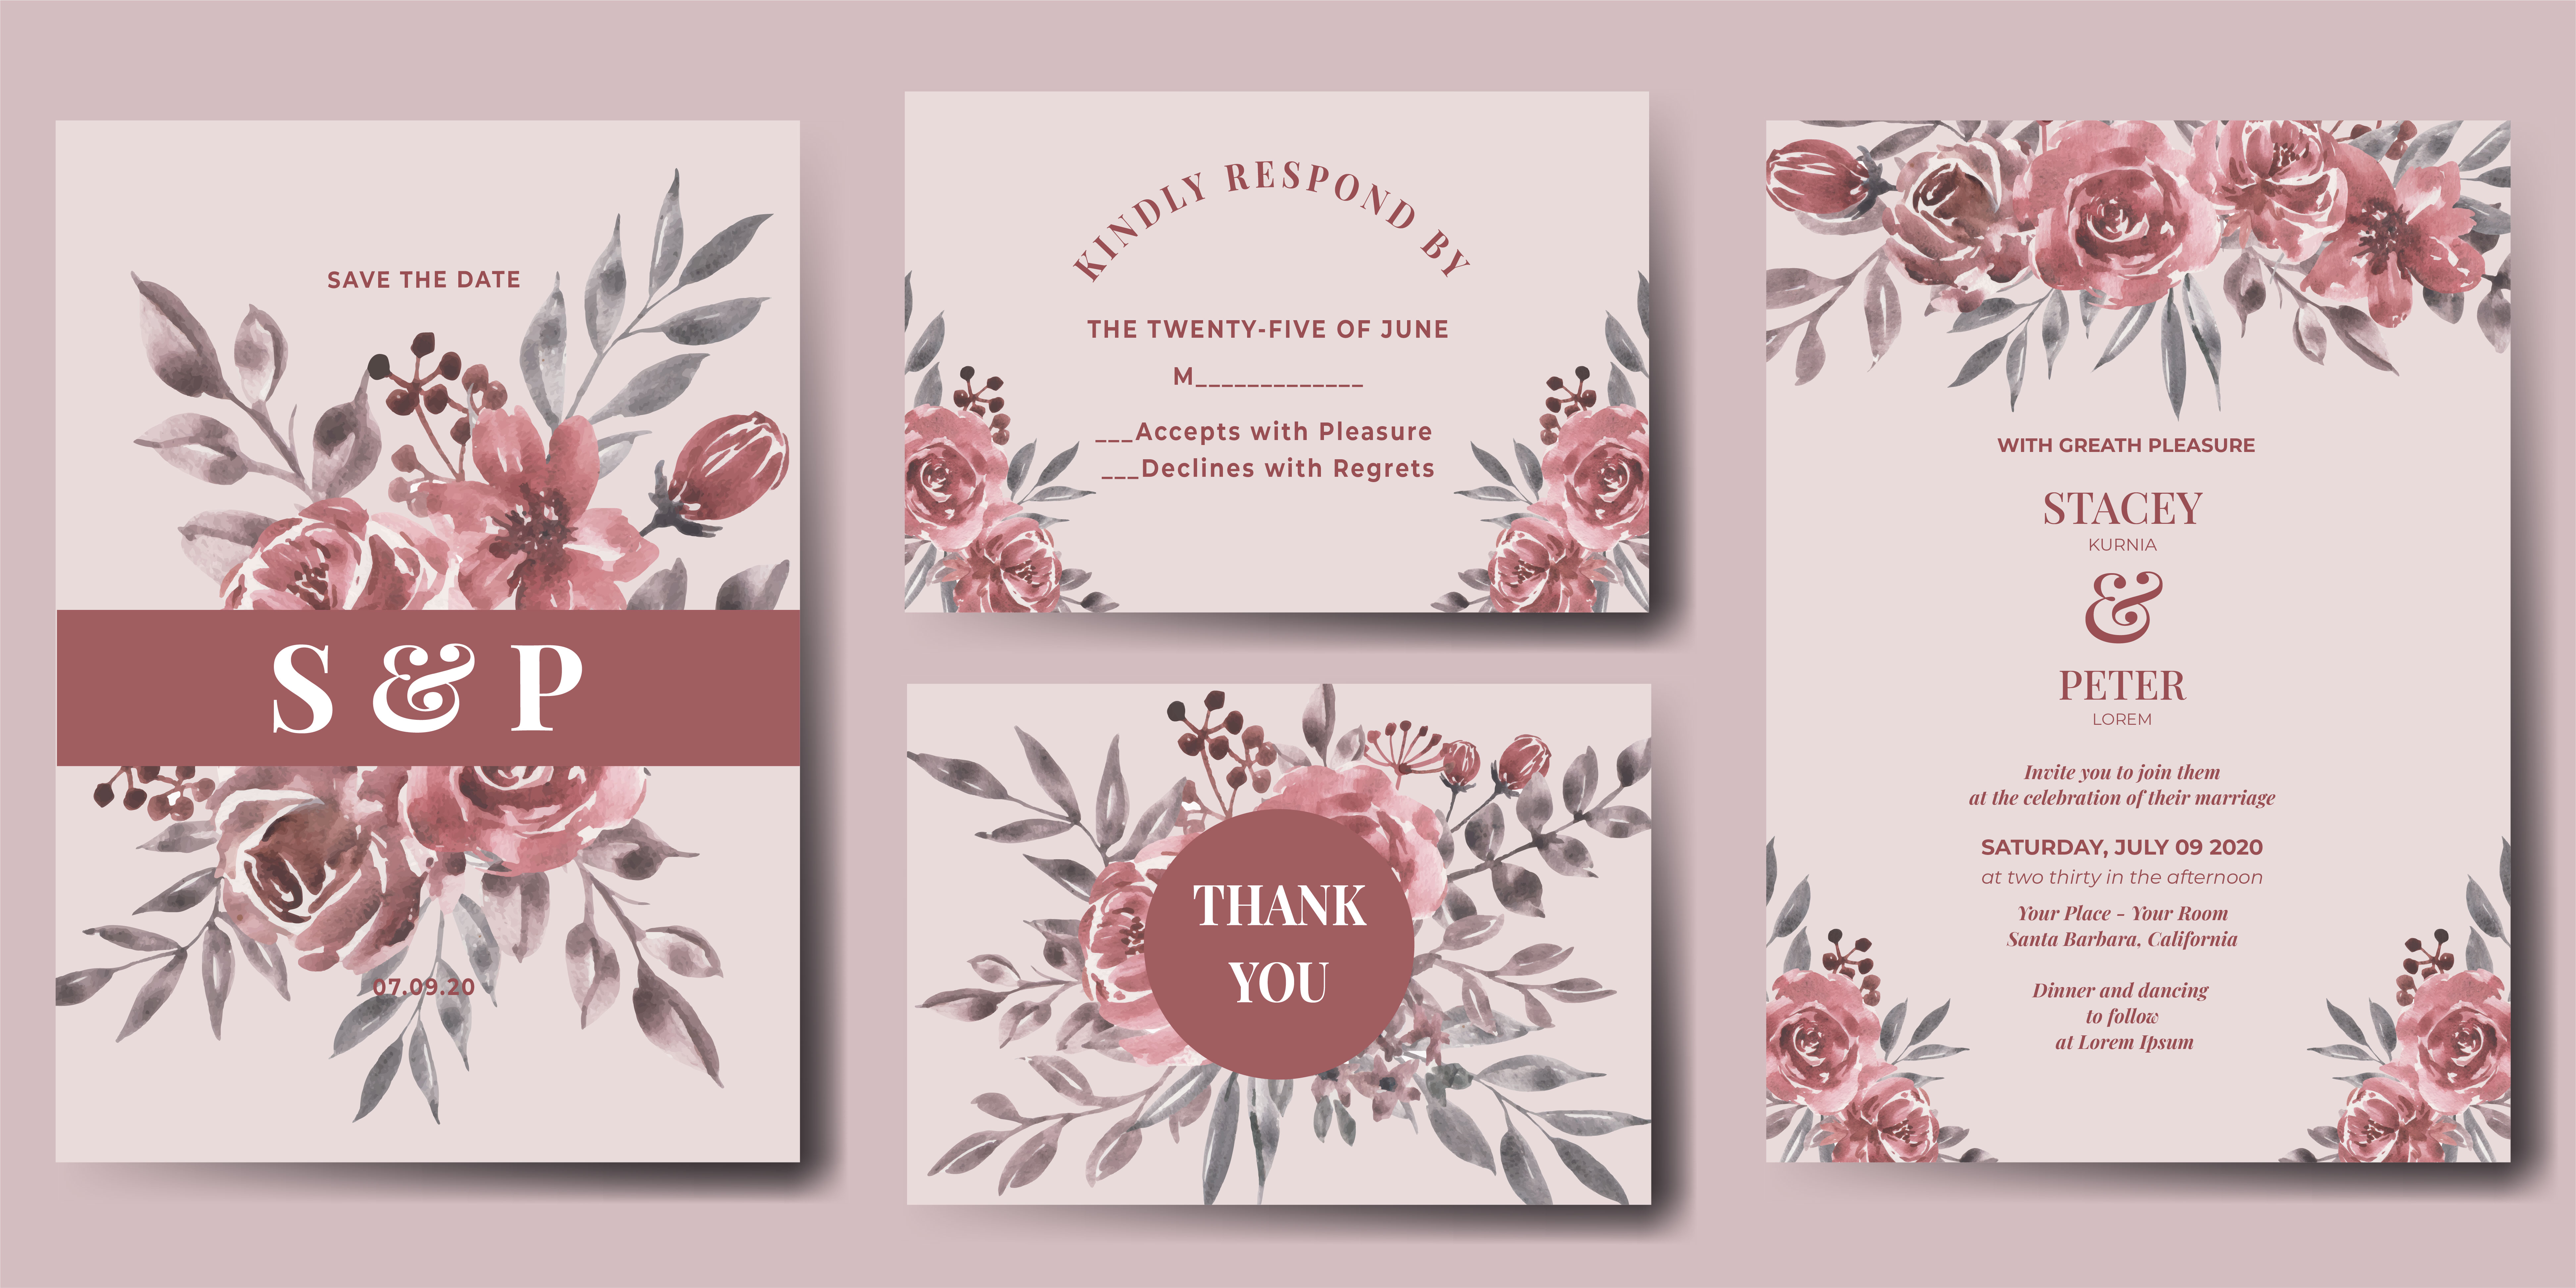 SAVE THE DATE
S & P
07.09.20
KINDLY RESPOND BY
THE TWENTY-FIVE OF JUNE
M_____________
___Accepts with Pleasure
___Declines with Regrets
THANK
YOU
WITH GREATH PLEASURE
STACEY
KURNIA
&
PETER
LOREM
Invite you to join them
at the celebration of their marriage
SATURDAY, JULY 09 2020
at two thirty in the afternoon
Your Place - Your Room
Santa Barbara, California
Dinner and dancing
to follow
at Lorem Ipsum